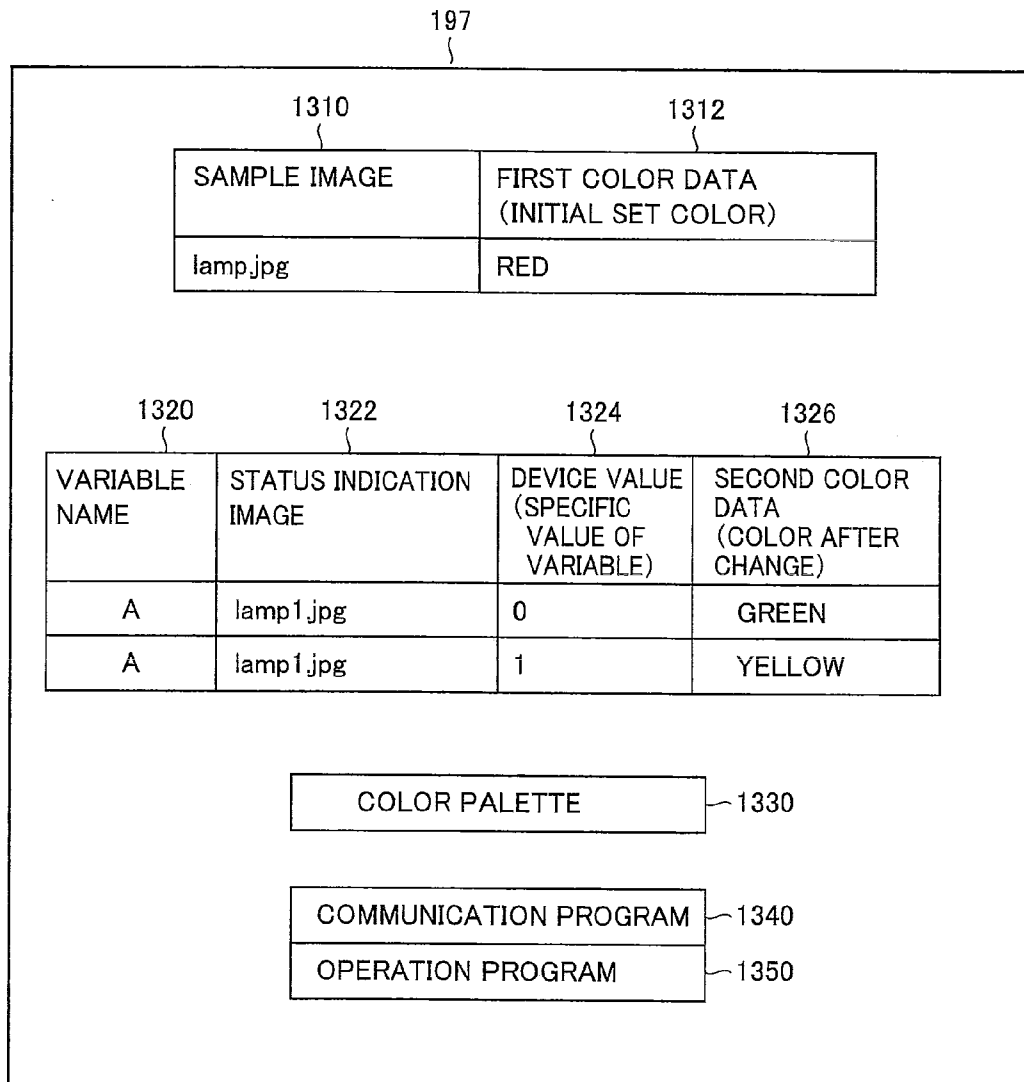 197
1310 1312
SAMPLE IMAGE FIRST COLOR DATA
(INITIAL SET COLOR)
lamp.jpg RED
1320 1322 1324 1326
VARIABLE NAME STATUS INDICATION IMAGE DEVICE VALUE (SPECIFIC VALUE OF VARIABLE) SECOND COLOR DATA (COLOR AFTER CHANGE)
A lamp1.jpg 0 GREEN
A lamp1.jpg 1 YELLOW
COLOR PALETTE 1330
COMMUNICATION PROGRAM 1340
OPERATION PROGRAM 1350